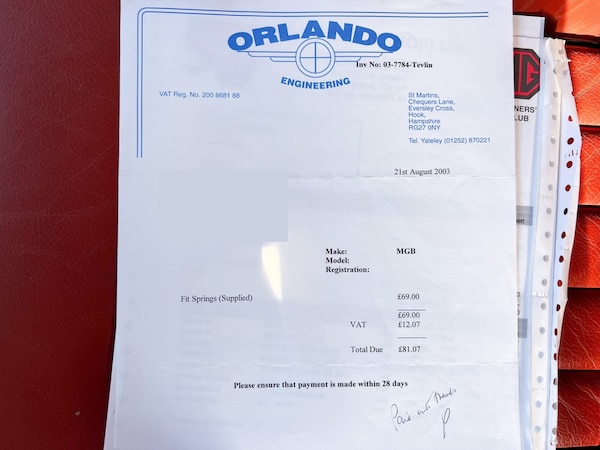 ORLANDO
Inv No: 03-7784-Tevlin
ENGINEERING
VAT Reg. No. 200 8681 88
St Martins,
Chequers Lane,
Eversley Cross,
Hook,
Hampshire
RG27 0NY
Tel. Yateley (01252) 870221
21st August 2003
Make: MGB
Model:
Registration:
Fit Springs (Supplied) £69.00
£69.00
VAT £12.07
Total Due £81.07
Please ensure that payment is made within 28 days
Paid with thanks
MG
NERS'
LUB